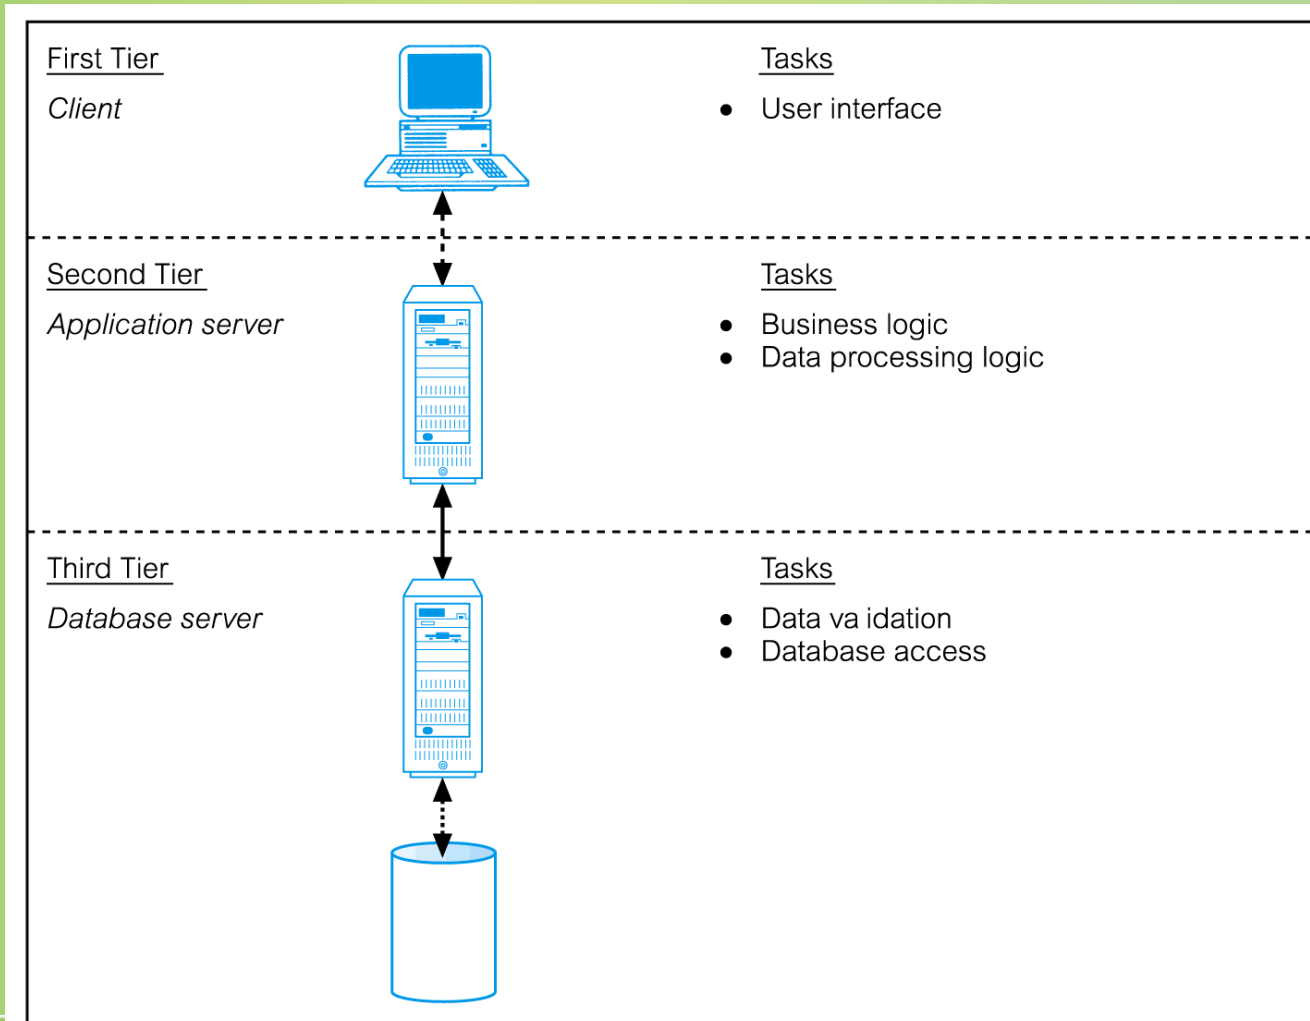 First Tier
Tasks
Client
• User interface
Second Tier
Tasks
Application server
• Business logic
• Data processing logic
Third Tier
Tasks
Database server
• Data va idation
• Database access